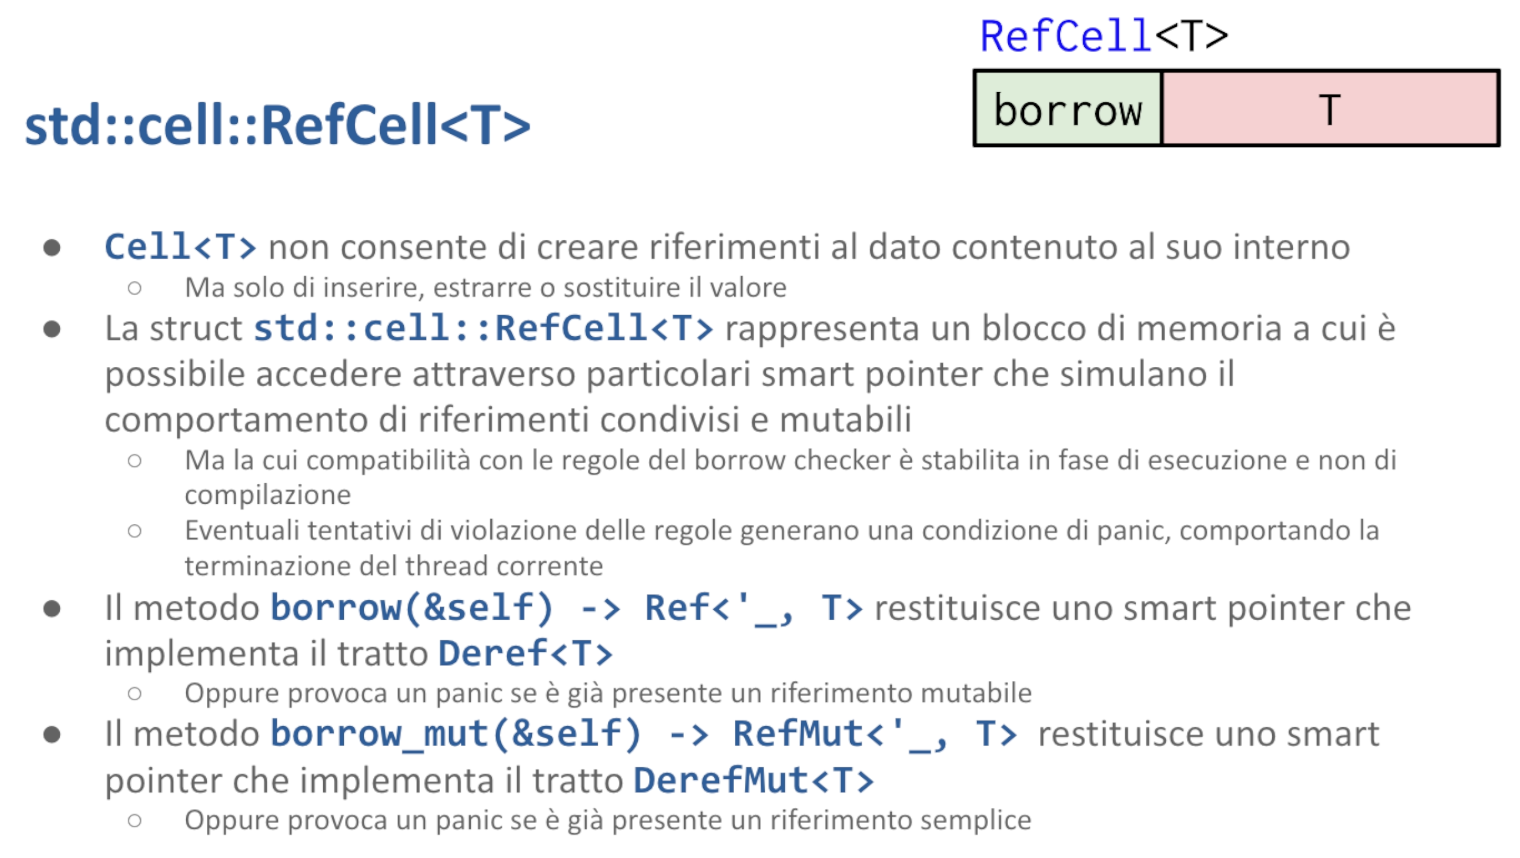 RefCell<T>
borrow T
std::cell::RefCell<T>
● Cell<T> non consente di creare riferimenti al dato contenuto al suo interno
○ Ma solo di inserire, estrarre o sostituire il valore
● La struct std::cell::RefCell<T> rappresenta un blocco di memoria a cui è
possibile accedere attraverso particolari smart pointer che simulano il
comportamento di riferimenti condivisi e mutabili
○ Ma la cui compatibilità con le regole del borrow checker è stabilita in fase di esecuzione e non di
compilazione
○ Eventuali tentativi di violazione delle regole generano una condizione di panic, comportando la
terminazione del thread corrente
● Il metodo borrow(&self) -> Ref<'_, T> restituisce uno smart pointer che
implementa il tratto Deref<T>
○ Oppure provoca un panic se è già presente un riferimento mutabile
● Il metodo borrow_mut(&self) -> RefMut<'_, T> restituisce uno smart
pointer che implementa il tratto DerefMut<T>
○ Oppure provoca un panic se è già presente un riferimento semplice